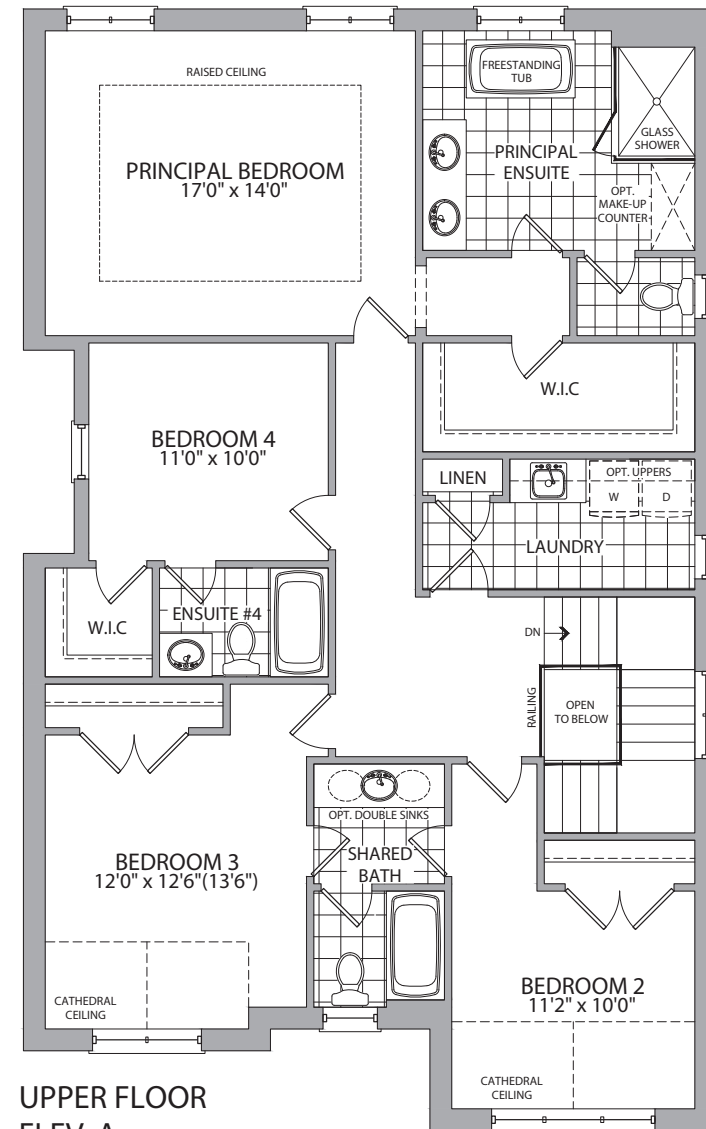 RAISED CEILING
PRINCIPAL BEDROOM
17'0" x 14'0"
FREESTANDING
TUB
GLASS
SHOWER
PRINCIPAL
ENSUITE
OPT.
MAKE-UP
COUNTER
W.I.C
BEDROOM 4
11'0" x 10'0"
LINEN
OPT. UPPERS
W
D
LAUNDRY
W.I.C
ENSUITE #4
DN
RAILING
OPEN
TO BELOW
OPT. DOUBLE SINKS
SHARED
BATH
BEDROOM 3
12'0" x 12'6"(13'6")
CATHEDRAL
CEILING
BEDROOM 2
11'2" x 10'0"
CATHEDRAL
CEILING
UPPER FLOOR
ELEV. A